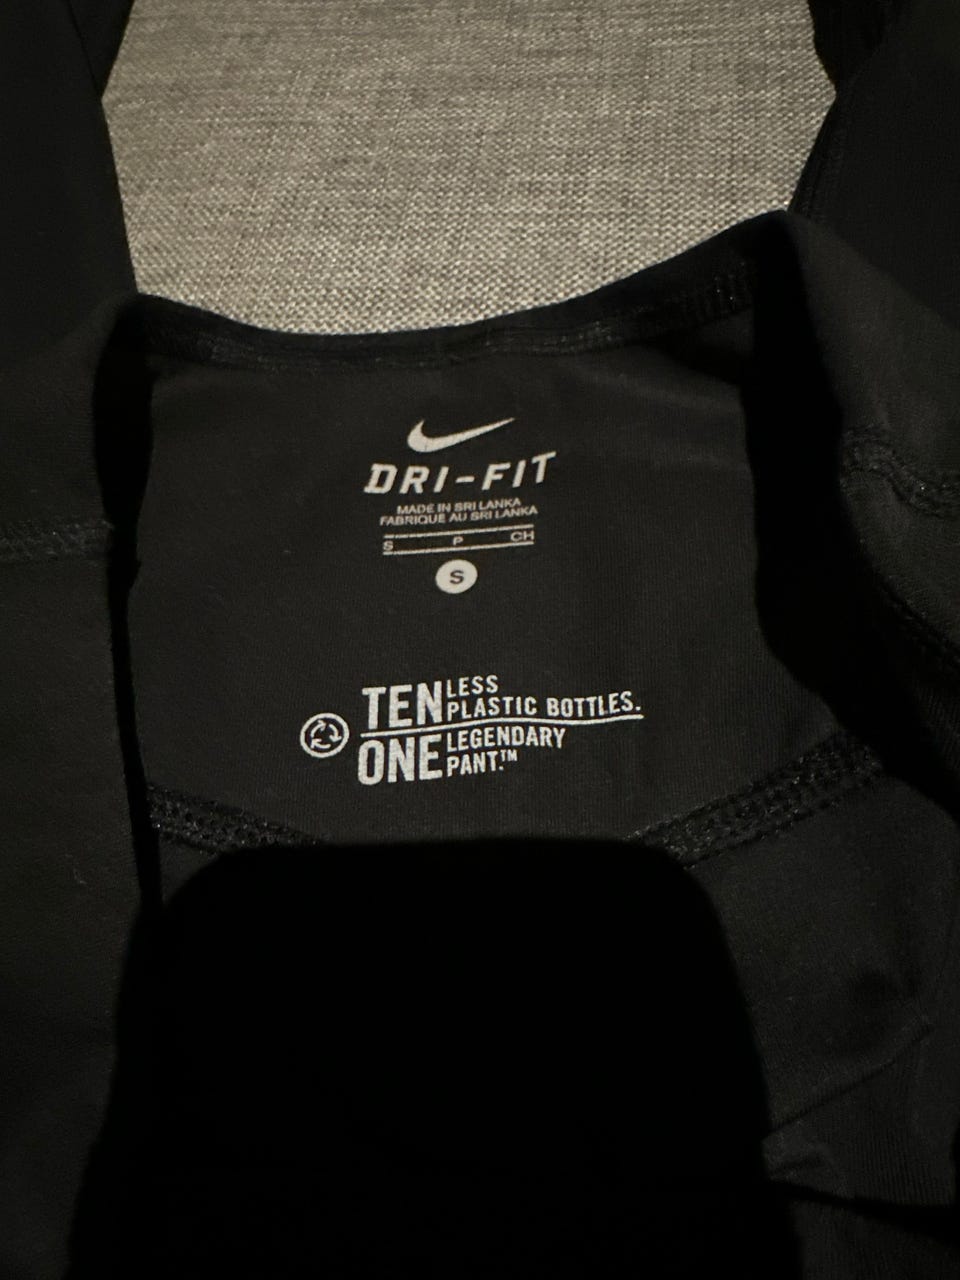 DRI-FIT
MADE IN SRI LANKA
FABRIQUE AU SRI LANKA
S P CH
S
TEN LESS PLASTIC BOTTLES.
ONE LEGENDARY PANT.™